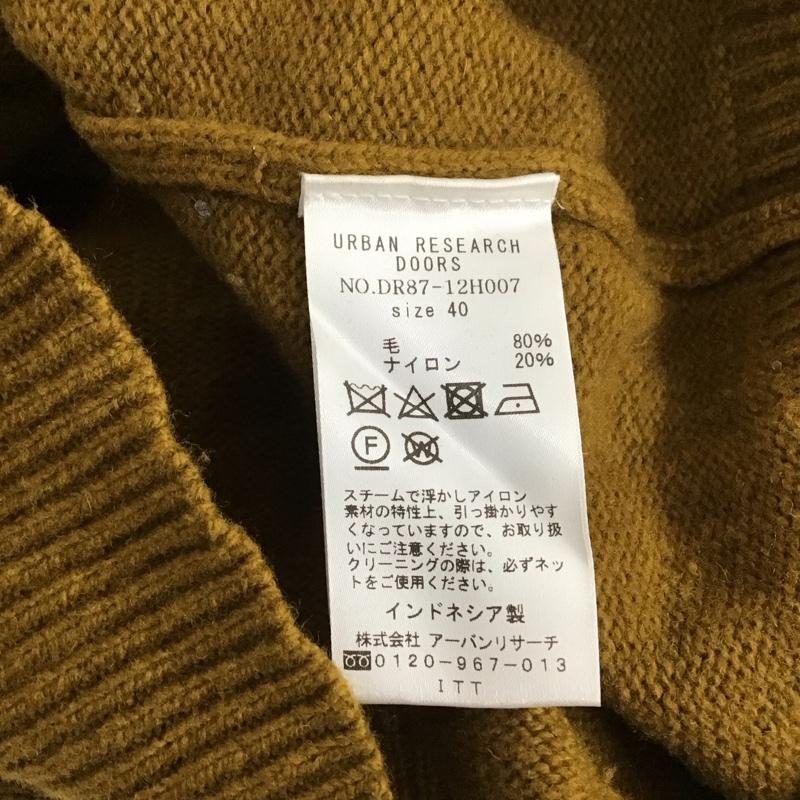 URBAN RESEARCH
DOORS
NO.DR87-12H007
size 40
毛 80%
ナイロン 20%
F W
スチームで浮かしアイロン
素材の特性上、引っ掛かりやす
くなっていますので、お取り扱
いにご注意ください。
クリーニングの際は、必ずネッ
トをご使用ください。
インドネシア製
株式会社 アーバンリサーチ
0120-967-013
ITT